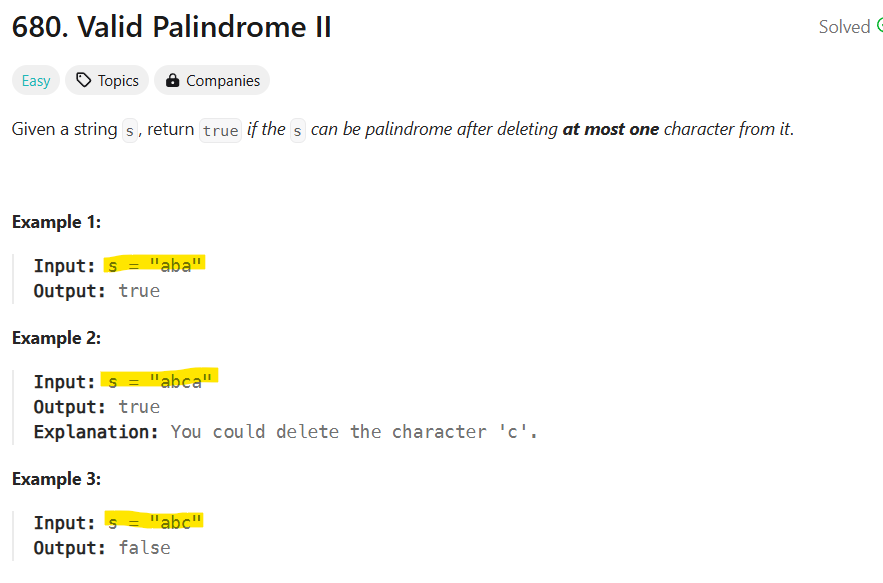 680. Valid Palindrome II
Solved
Easy Topics Companies
Given a string s, return true if the s can be palindrome after deleting at most one character from it.
Example 1:
Input: s = "aba"
Output: true
Example 2:
Input: s = "abca"
Output: true
Explanation: You could delete the character 'c'.
Example 3:
Input: s = "abc"
Output: false